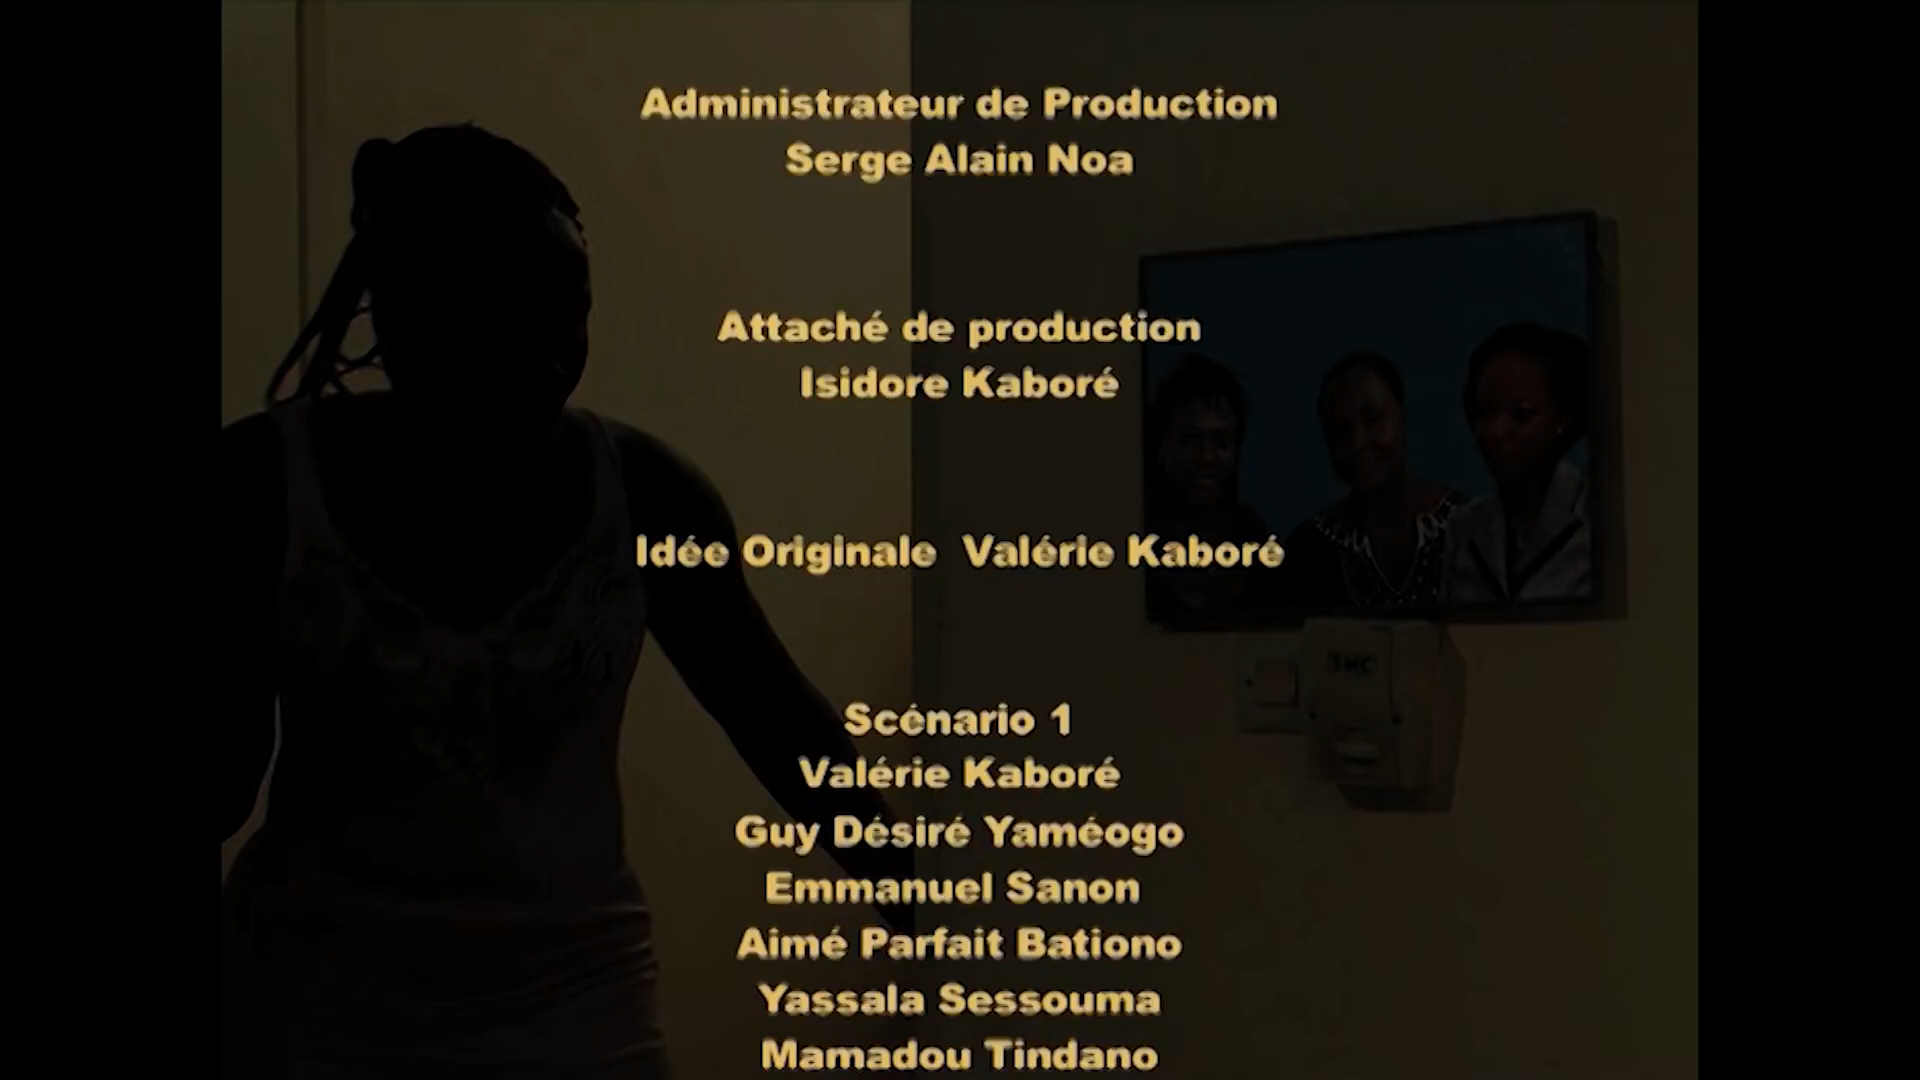 Administrateur de Production
Serge Alain Noa
Attaché de production
Isidore Kaboré
Idée Originale  Valérie Kaboré
Scénario 1
Valérie Kaboré
Guy Désiré Yaméogo
Emmanuel Sanon
Aimé Parfait Bationo
Yassala Sessouma
Mamadou Tindano